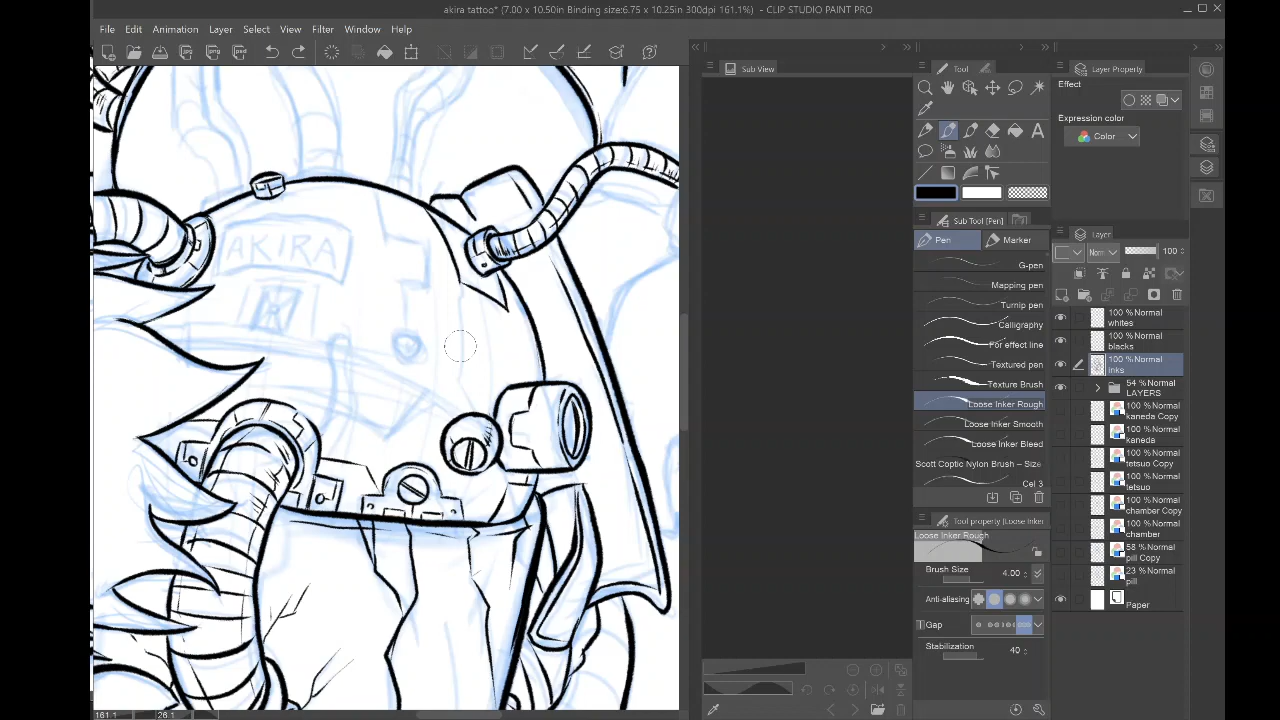 akira tattoo* (7.00 x 10.50in Binding size:6.75 x 10.25in 300dpi 161.1%) - CLIP STUDIO PAINT PRO
File Edit Animation Layer Select View Filter Window Help
Sub View
Tool
Sub Tool [Pen]
Pen Marker
G-pen
Mapping pen
Turnip pen
Calligraphy
For effect line
Textured pen
Texture Brush
Loose Inker Rough
Loose Inker Smooth
Loose Inker Bleed
Scott Coptic Nylon Brush – Size
Cel 3
Tool property [Loose Inker
Loose Inker Rough
Brush Size 4.00
Anti-aliasing
Gap
Stabilization 40
Layer Property
Effect
Expression color
Color
Layer
Norm 100
100 %Normal
whites
100 %Normal
blacks
100 %Normal
inks
54 %Normal
LAYERS
100 %Normal
kaneda Copy
100 %Normal
kaneda
100 %Normal
tetsuo Copy
100 %Normal
tetsuo
100 %Normal
chamber Copy
100 %Normal
chamber
58 %Normal
pill Copy
23 %Normal
pill
Paper
AKIRA
161.1 26.1